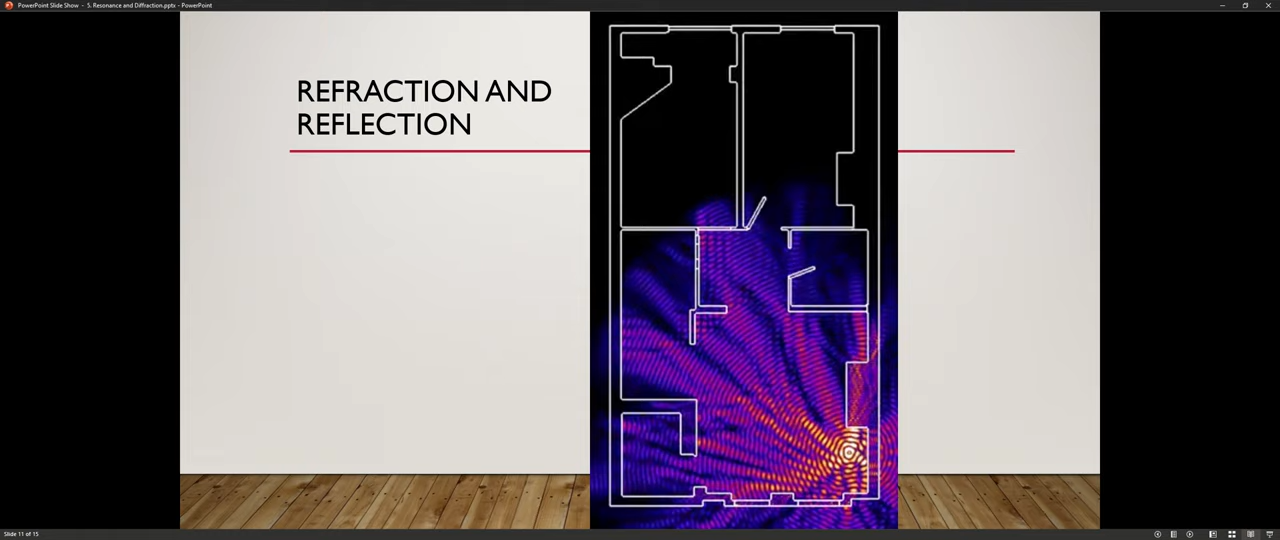 PowerPoint Slide Show - 5. Resonance and Diffraction.pptx - PowerPoint
REFRACTION AND
REFLECTION
Slide 11 of 15